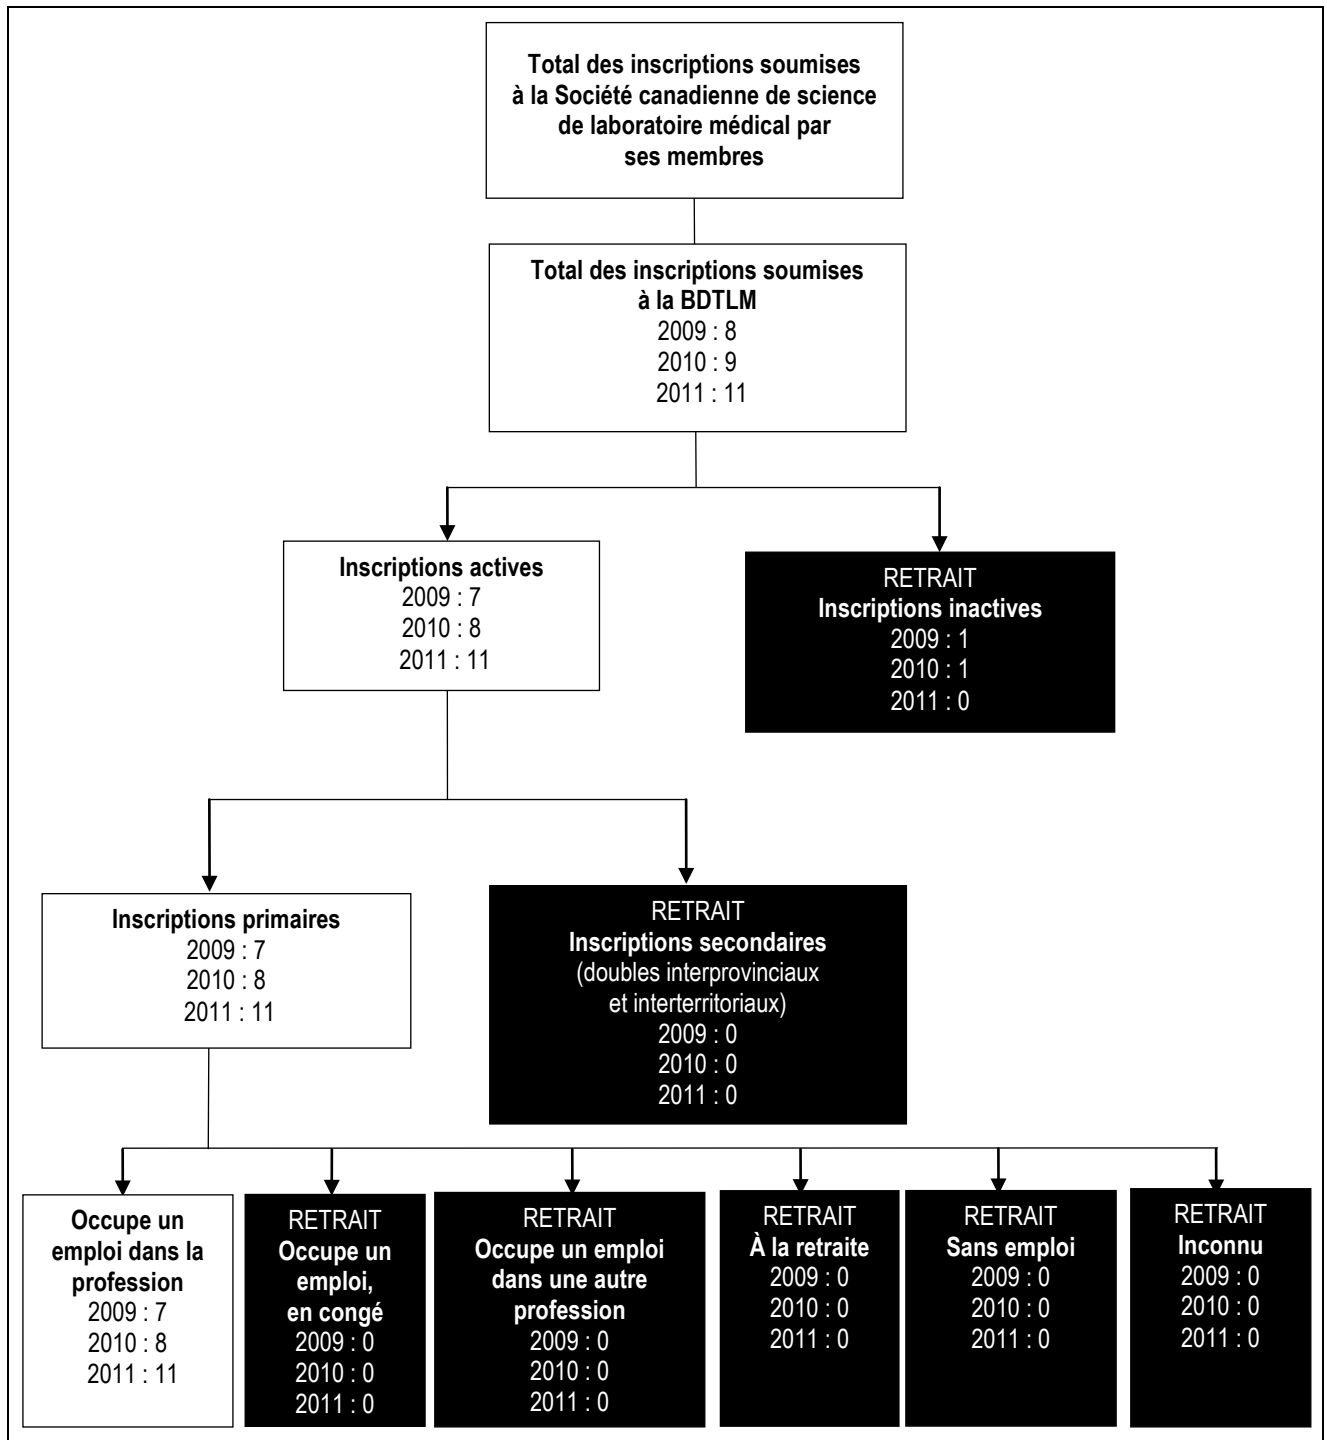 Total des inscriptions soumises
à la Société canadienne de science
de laboratoire médical par
ses membres
Total des inscriptions soumises
à la BDTLM
2009 : 8
2010 : 9
2011 : 11
Inscriptions actives
2009 : 7
2010 : 8
2011 : 11
RETRAIT
Inscriptions inactives
2009 : 1
2010 : 1
2011 : 0
Inscriptions primaires
2009 : 7
2010 : 8
2011 : 11
RETRAIT
Inscriptions secondaires
(doubles interprovinciaux
et interterritoriaux)
2009 : 0
2010 : 0
2011 : 0
Occupe un
emploi dans la
profession
2009 : 7
2010 : 8
2011 : 11
RETRAIT
Occupe un
emploi,
en congé
2009 : 0
2010 : 0
2011 : 0
RETRAIT
Occupe un emploi
dans une autre
profession
2009 : 0
2010 : 0
2011 : 0
RETRAIT
À la retraite
2009 : 0
2010 : 0
2011 : 0
RETRAIT
Sans emploi
2009 : 0
2010 : 0
2011 : 0
RETRAIT
Inconnu
2009 : 0
2010 : 0
2011 : 0